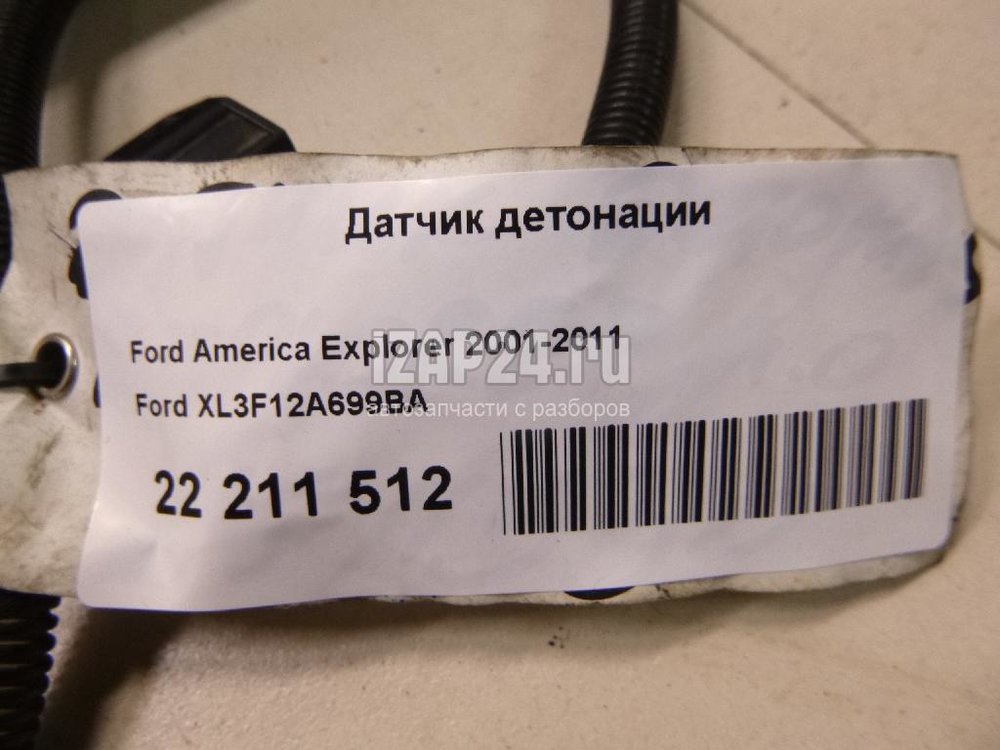 Датчик детонации
Ford America Explorer 2001-2011
iZAP24.ru
Ford XL3F12A699BA
автозапчасти с разборов
22 211 512